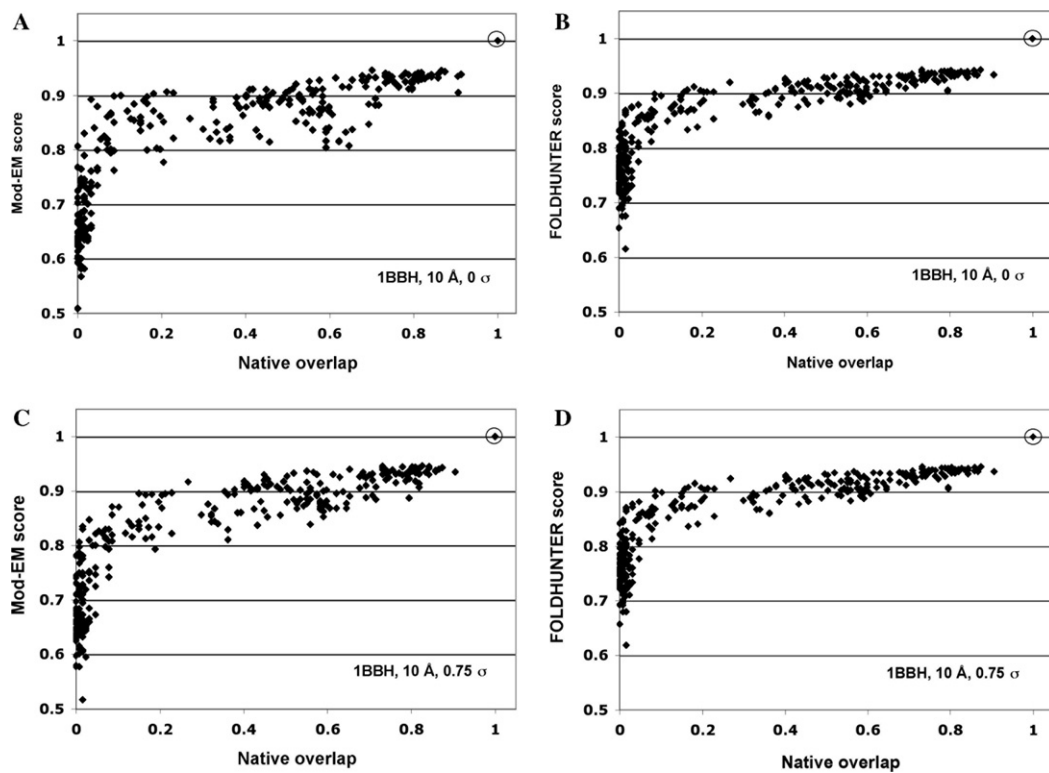 A
Mod-EM score
1
0.9
0.8
0.7
0.6
0.5
1BBH, 10 Å, 0 σ
0 0.2 0.4 0.6 0.8 1
Native overlap
B
FOLDHUNTER score
1
0.9
0.8
0.7
0.6
0.5
1BBH, 10 Å, 0 σ
0 0.2 0.4 0.6 0.8 1
Native overlap
C
Mod-EM score
1
0.9
0.8
0.7
0.6
0.5
1BBH, 10 Å, 0.75 σ
0 0.2 0.4 0.6 0.8 1
Native overlap
D
FOLDHUNTER score
1
0.9
0.8
0.7
0.6
0.5
1BBH, 10 Å, 0.75 σ
0 0.2 0.4 0.6 0.8 1
Native overlap